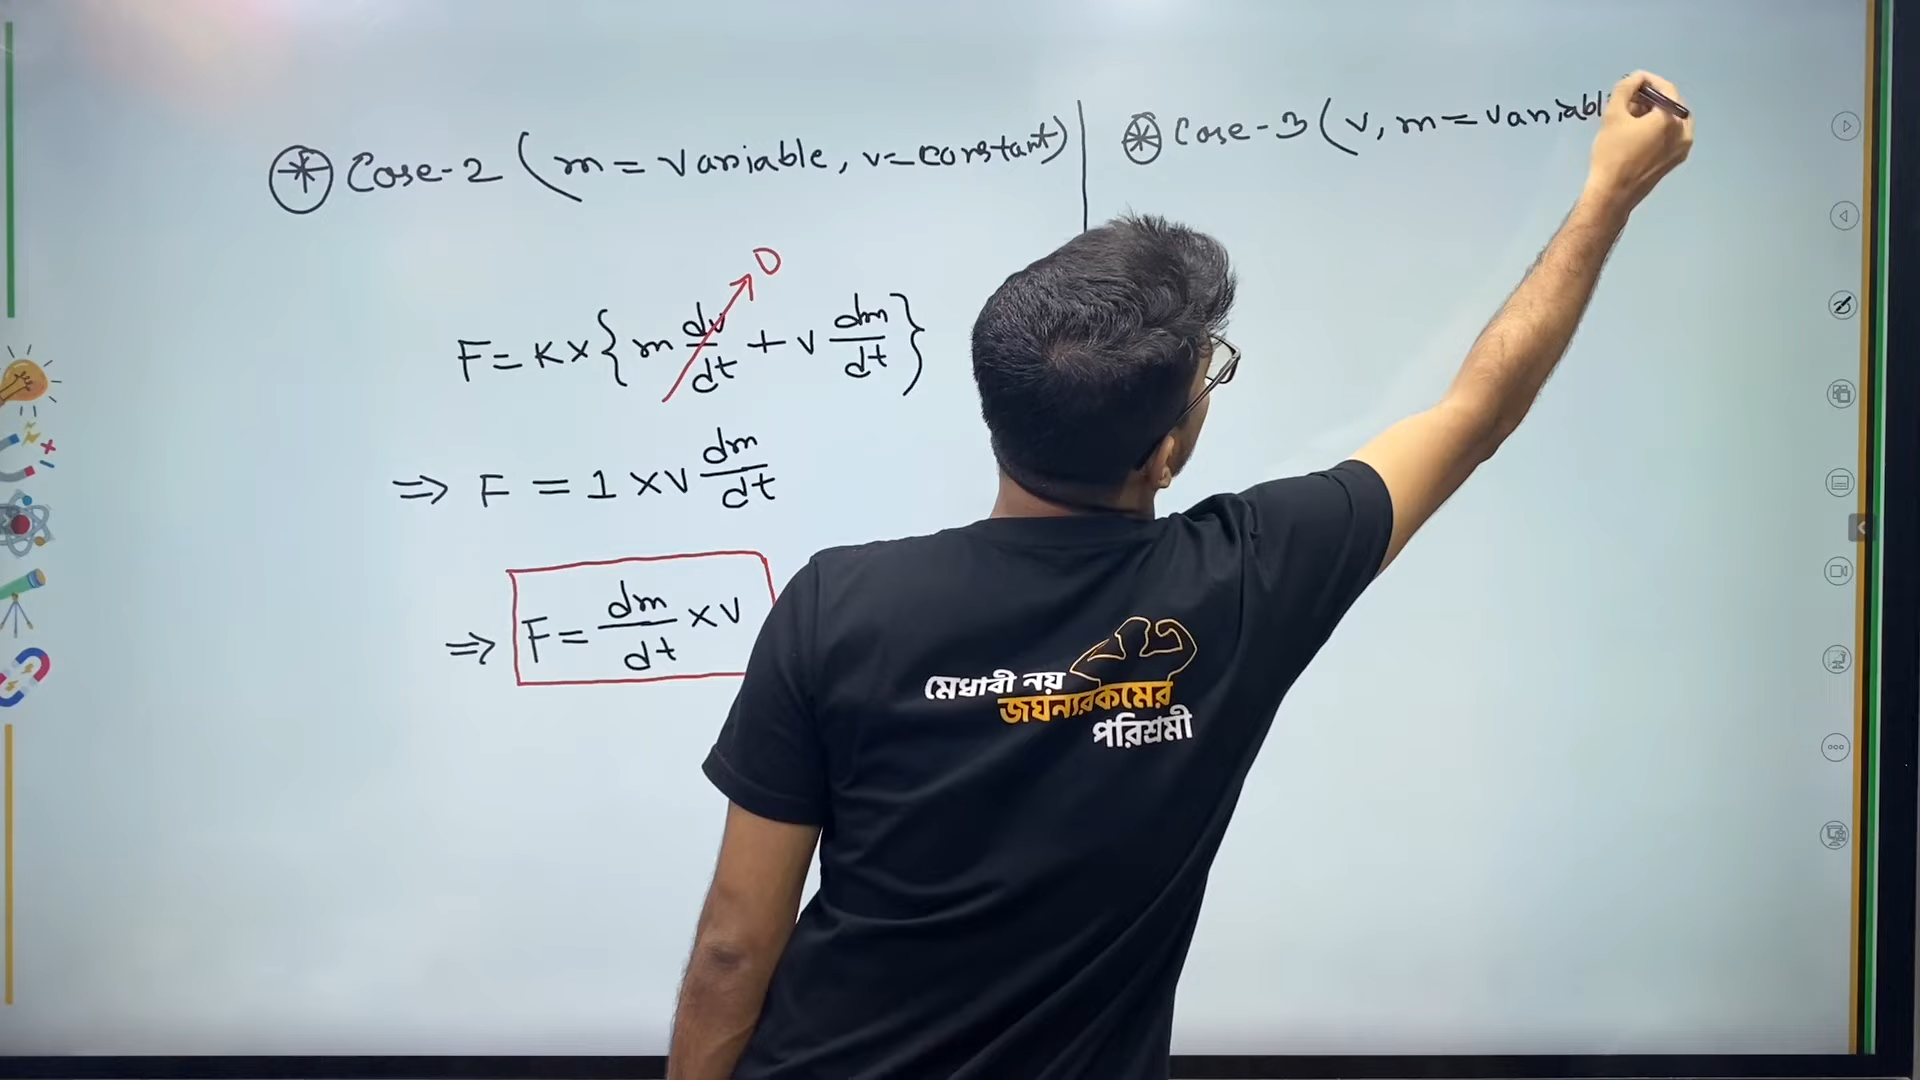 ⊛ Case-2 (m = variable, v=constant)
F = K × { m dv/dt + v dm/dt }
0
⇒ F = 1 × v dm/dt
⇒ F = dm/dt × v
⊛ Case-3 (v, m = variabl
মেধাবী নয়
জঘন্যরকমের
পরিশ্রমী